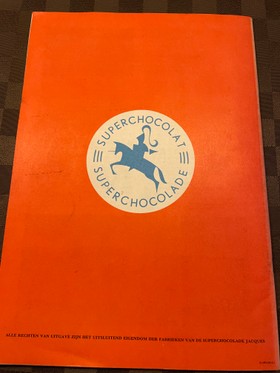 SUPERCHOCOLAT
SUPERCHOCOLADE
ALLE RECHTEN VAN UITGAVE ZIJN HET UITSLUITEND EIGENDOM DER FABRIEKEN VAN DE SUPERCHOCOLADE JACQUES